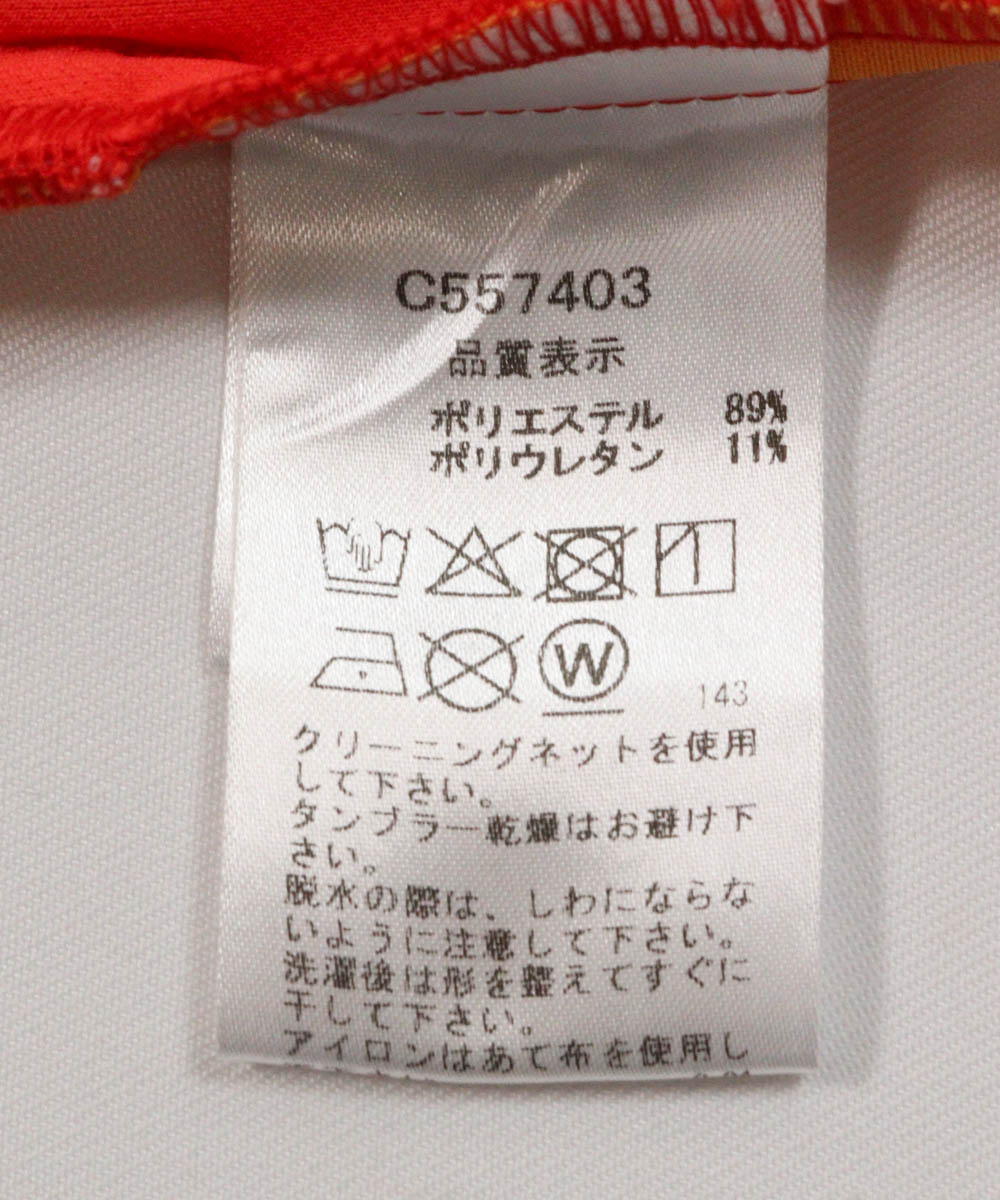 C557403
品質表示
ポリエステル 89%
ポリウレタン 11%
W
143
クリーニングネットを使用
して下さい。
タンブラー乾燥はお避け下
さい。
脱水の際は、しわにならな
いように注意して下さい。
洗濯後は形を整えてすぐに
干して下さい。
アイロンはあて布を使用し